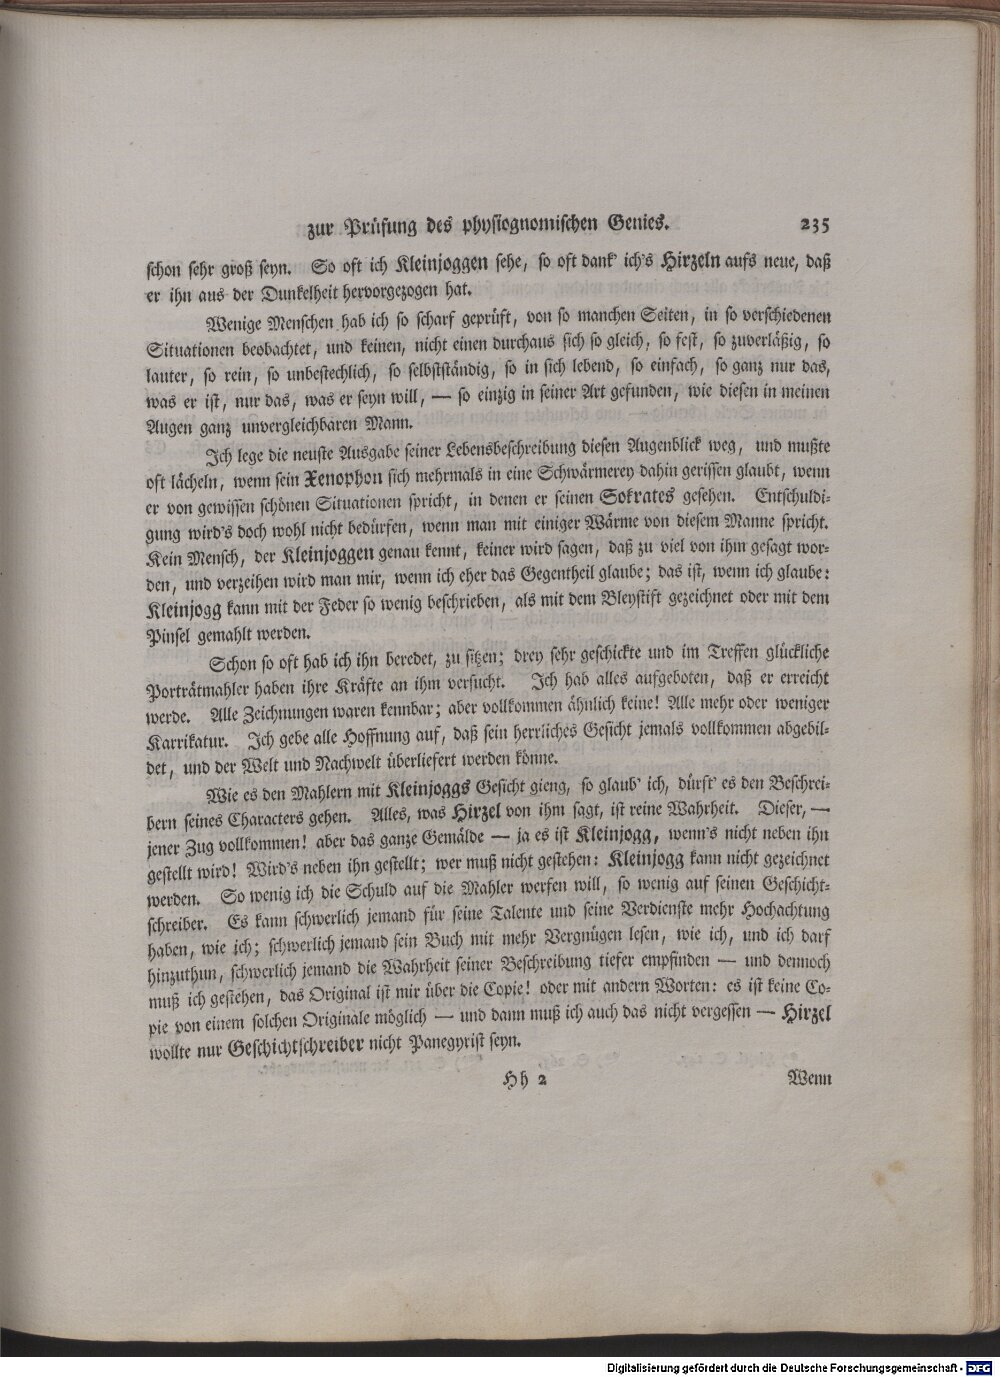 zur Prüfung des physiognomischen Genies. 235
schon sehr groß seyn. So oft ich Kleinjoggen sehe, so oft dank' ich's Hirzeln aufs neue, daß
er ihn aus der Dunkelheit hervorgezogen hat.
Wenige Menschen hab ich so scharf geprüft, von so manchen Seiten, in so verschiedenen
Situationen beobachtet, und keinen, nicht einen durchaus sich so gleich, so fest, so zuverläßig, so
lauter, so rein, so unbestechlich, so selbstständig, so in sich lebend, so einfach, so ganz nur das,
was er ist, nur das, was er seyn will, — so einzig in seiner Art gefunden, wie diesen in meinen
Augen ganz unvergleichbaren Mann.
Ich lege die neuste Ausgabe seiner Lebensbeschreibung diesen Augenblick weg, und mußte
oft lächeln, wenn sein Xenophon sich mehrmals in eine Schwärmerey dahin gerissen glaubt, wenn
er von gewissen schönen Situationen spricht, in denen er seinen Sokrates gesehen. Entschuldi-
gung wird's doch wohl nicht bedürfen, wenn man mit einiger Wärme von diesem Manne spricht.
Kein Mensch, der Kleinjoggen genau kennt, keiner wird sagen, daß zu viel von ihm gesagt wor-
den, und verzeihen wird man mir, wenn ich eher das Gegentheil glaube; das ist, wenn ich glaube:
Kleinjogg kann mit der Feder so wenig beschrieben, als mit dem Bleystift gezeichnet oder mit dem
Pinsel gemahlt werden.
Schon so oft hab ich ihn beredet, zu sitzen; drey sehr geschickte und im Treffen glückliche
Porträtmahler haben ihre Kräfte an ihm versucht. Ich hab alles aufgeboten, daß er erreicht
werde. Alle Zeichnungen waren kennbar; aber vollkommen ähnlich keine! Alle mehr oder weniger
Karrikatur. Ich gebe alle Hoffnung auf, daß sein herrliches Gesicht jemals vollkommen abgebil-
det, und der Welt und Nachwelt überliefert werden könne.
Wie es den Mahlern mit Kleinjoggs Gesicht gieng, so glaub' ich, dürft' es den Beschrei-
bern seines Characters gehen. Alles, was Hirzel von ihm sagt, ist reine Wahrheit. Dieser, —
jener Zug vollkommen! aber das ganze Gemälde — ja es ist Kleinjogg, wenn's nicht neben ihn
gestellt wird! Wird's neben ihn gestellt; wer muß nicht gestehen: Kleinjogg kann nicht gezeichnet
werden. So wenig ich die Schuld auf die Mahler werfen will, so wenig auf seinen Geschicht-
schreiber. Es kann schwerlich jemand für seine Talente und seine Verdienste mehr Hochachtung
haben, wie ich; schwerlich jemand sein Buch mit mehr Vergnügen lesen, wie ich, und ich darf
hinzuthun, schwerlich jemand die Wahrheit seiner Beschreibung tiefer empfinden — und dennoch
muß ich gestehen, das Original ist mir über die Copie! oder mit andern Worten: es ist keine Co-
pie von einem solchen Originale möglich — und dann muß ich auch das nicht vergessen — Hirzel
wollte nur Geschichtschreiber nicht Panegyrist seyn.
Hh 2 Wenn
Digitalisierung gefördert durch die Deutsche Forschungsgemeinschaft - DFG